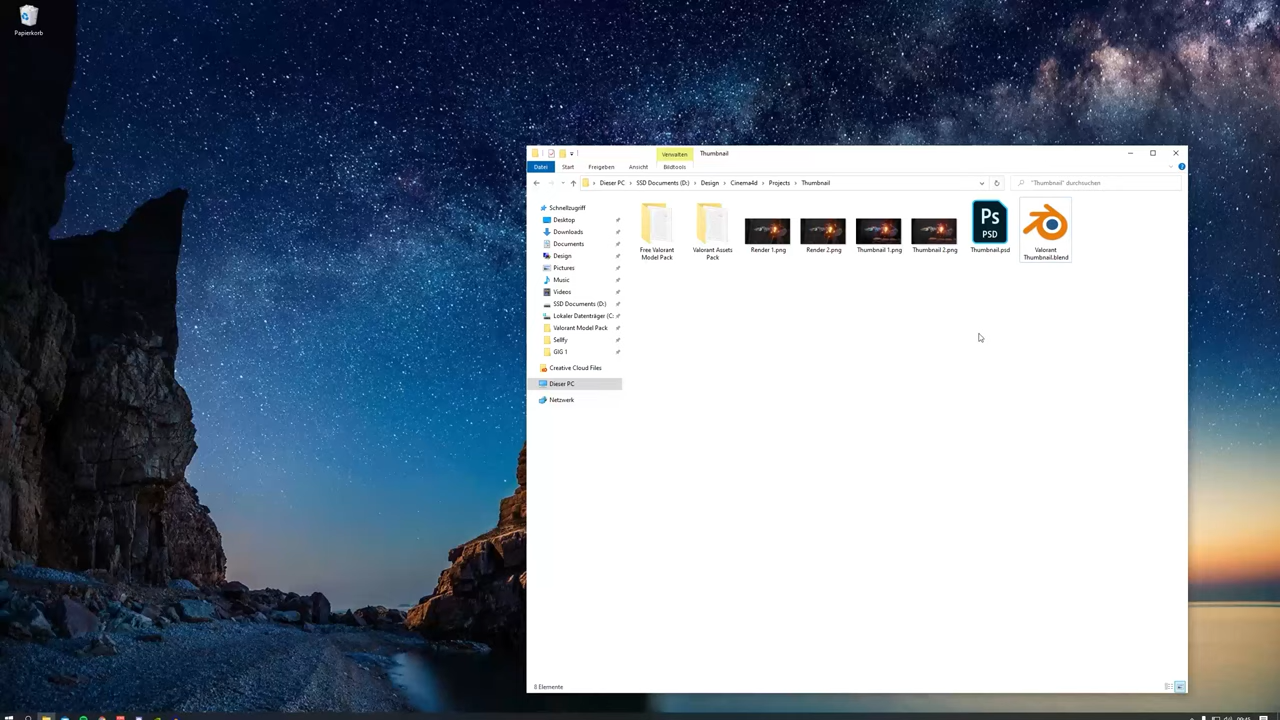 Papierkorb
Verwalten
Thumbnail
Datei
Start
Freigeben
Ansicht
Bildtools
Dieser PC
SSD Documents (D:)
Design
Cinema4d
Projects
Thumbnail
"Thumbnail" durchsuchen
Schnellzugriff
Desktop
Downloads
Documents
Design
Pictures
Music
Videos
SSD Documents (D:)
Lokaler Datenträger (C:
Valorant Model Pack
Sellfy
GIG 1
Creative Cloud Files
Dieser PC
Netzwerk
Free Valorant
Model Pack
Valorant Assets
Pack
Render 1.png
Render 2.png
Thumbnail 1.png
Thumbnail 2.png
Ps
PSD
Thumbnail.psd
Valorant
Thumbnail.blend
8 Elemente